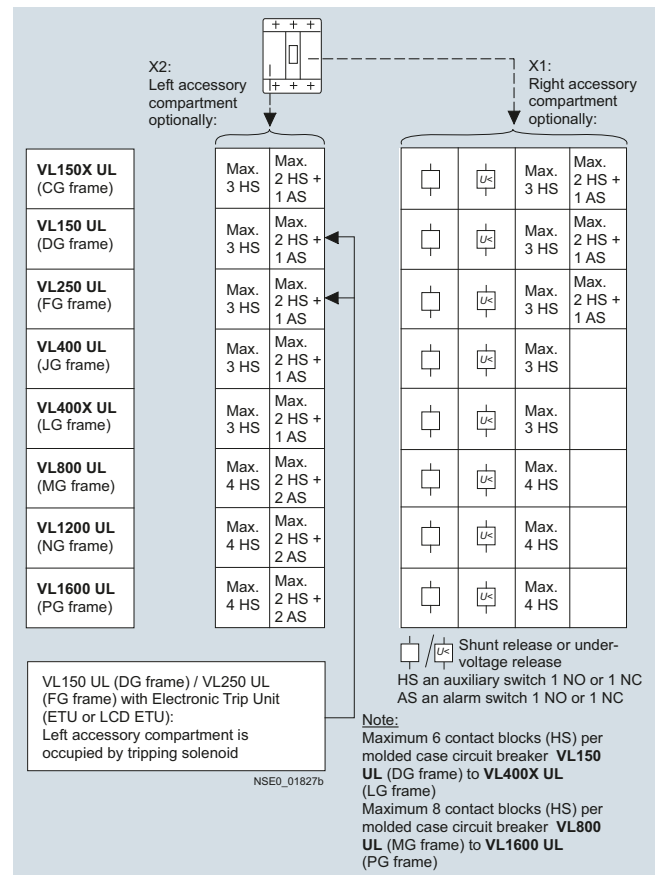 X2:
Left accessory
compartment
optionally:
X1:
Right accessory
compartment
optionally:
VL150X UL
(CG frame)
Max.
3 HS
Max.
2 HS +
1 AS
U<
Max.
3 HS
Max.
2 HS +
1 AS
VL150 UL
(DG frame)
Max.
3 HS
Max.
2 HS +
1 AS
U<
Max.
3 HS
Max.
2 HS +
1 AS
VL250 UL
(FG frame)
Max.
3 HS
Max.
2 HS +
1 AS
U<
Max.
3 HS
Max.
2 HS +
1 AS
VL400 UL
(JG frame)
Max.
3 HS
Max.
2 HS +
1 AS
U<
Max.
3 HS
VL400X UL
(LG frame)
Max.
3 HS
Max.
2 HS +
1 AS
U<
Max.
3 HS
VL800 UL
(MG frame)
Max.
4 HS
Max.
2 HS +
2 AS
U<
Max.
4 HS
VL1200 UL
(NG frame)
Max.
4 HS
Max.
2 HS +
2 AS
U<
Max.
4 HS
VL1600 UL
(PG frame)
Max.
4 HS
Max.
2 HS +
2 AS
U<
Max.
4 HS
VL150 UL (DG frame) / VL250 UL
(FG frame) with Electronic Trip Unit
(ETU or LCD ETU):
Left accessory compartment is
occupied by tripping solenoid
NSE0_01827b
U< Shunt release or under-
voltage release
HS an auxiliary switch 1 NO or 1 NC
AS an alarm switch 1 NO or 1 NC
Note:
Maximum 6 contact blocks (HS) per
molded case circuit breaker VL150
UL (DG frame) to VL400X UL
(LG frame)
Maximum 8 contact blocks (HS) per
molded case circuit breaker VL800
UL (MG frame) to VL1600 UL
(PG frame)